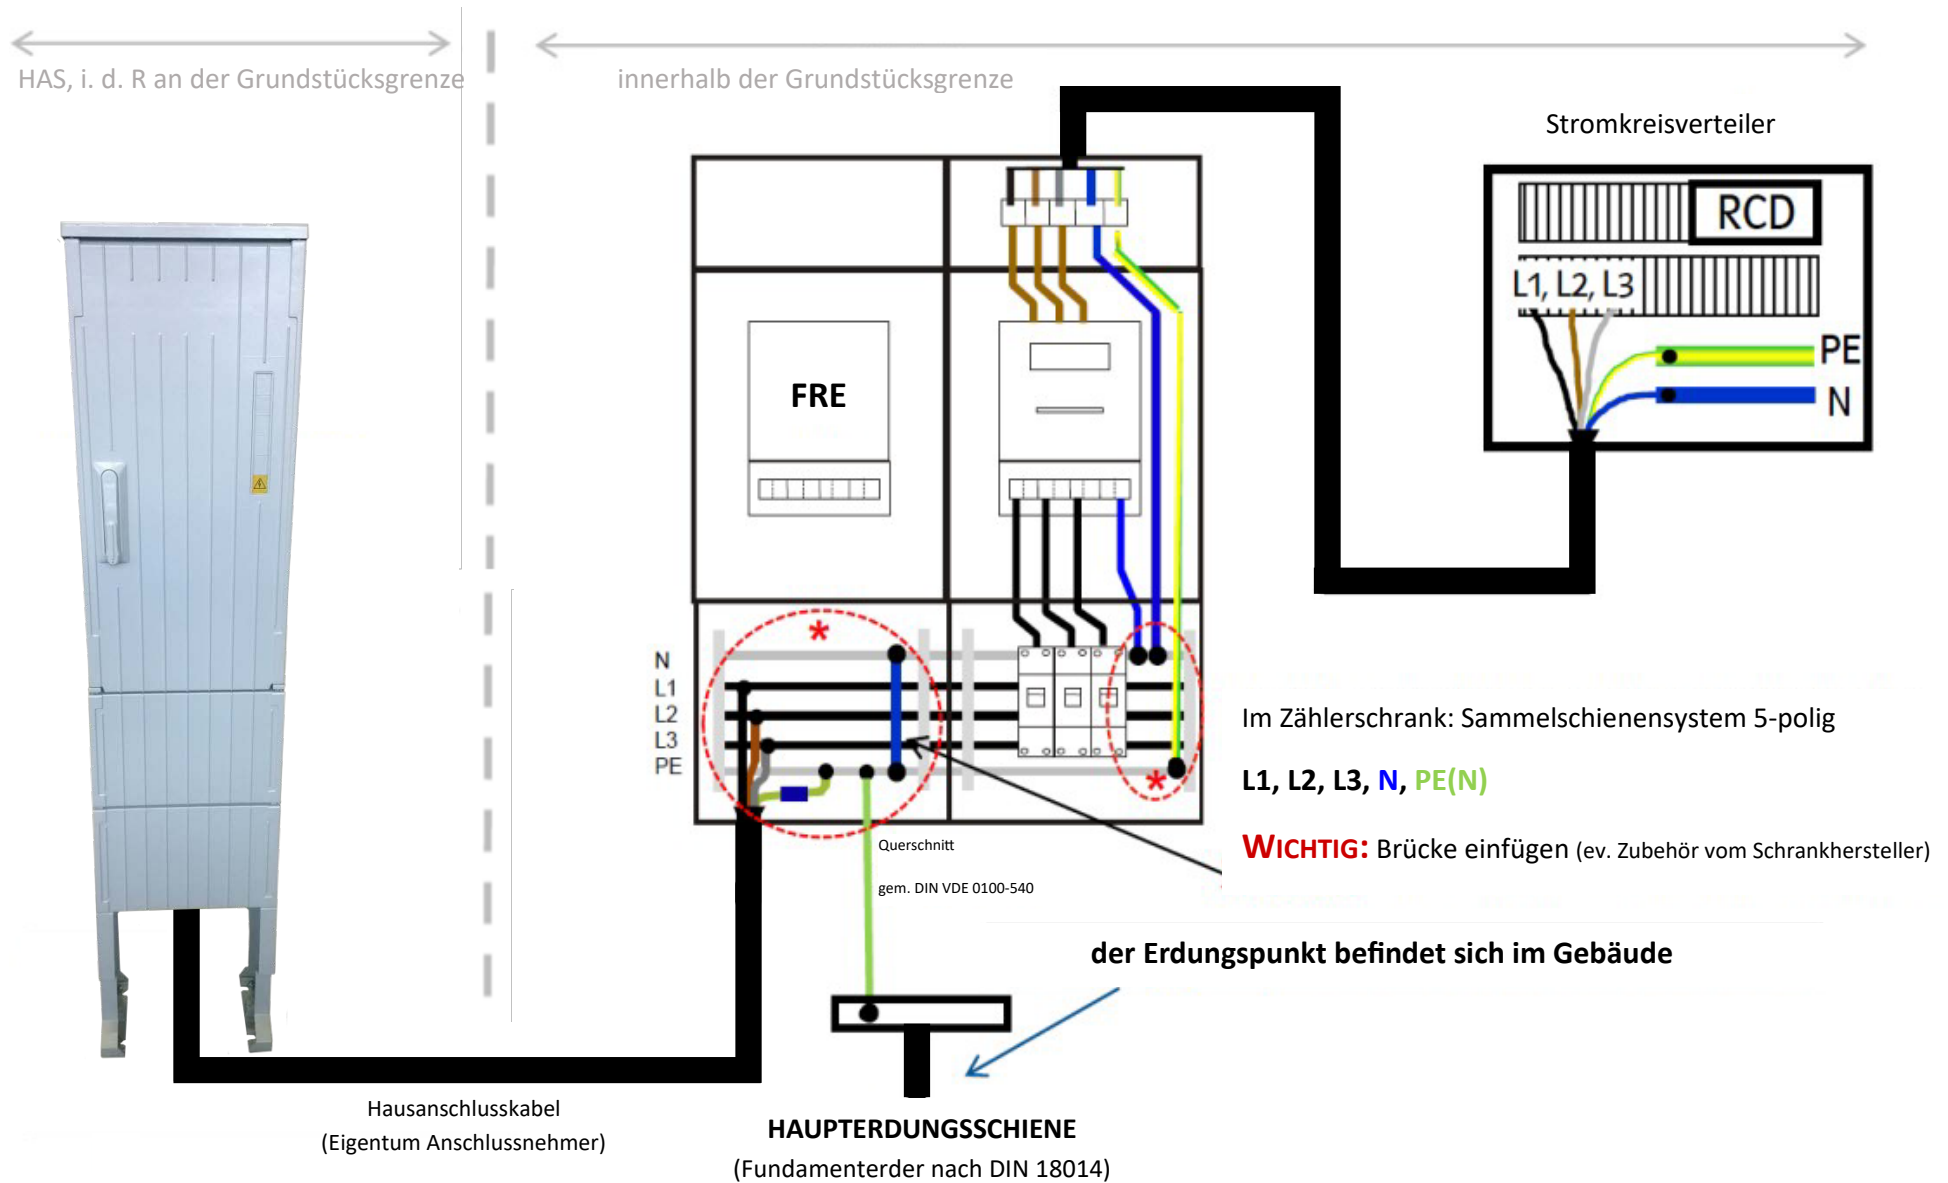 HAS, i. d. R an der Grundstücksgrenze
innerhalb der Grundstücksgrenze
Stromkreisverteiler
RCD
L1, L2, L3
PE
N
FRE
*
N
L1
L2
L3
PE
*
Im Zählerschrank: Sammelschienensystem 5-polig
L1, L2, L3, N, PE(N)
WICHTIG: Brücke einfügen (ev. Zubehör vom Schrankhersteller)
Querschnitt
gem. DIN VDE 0100-540
der Erdungspunkt befindet sich im Gebäude
Hausanschlusskabel
(Eigentum Anschlussnehmer)
HAUPTERDUNGSSCHIENE
(Fundamenterder nach DIN 18014)